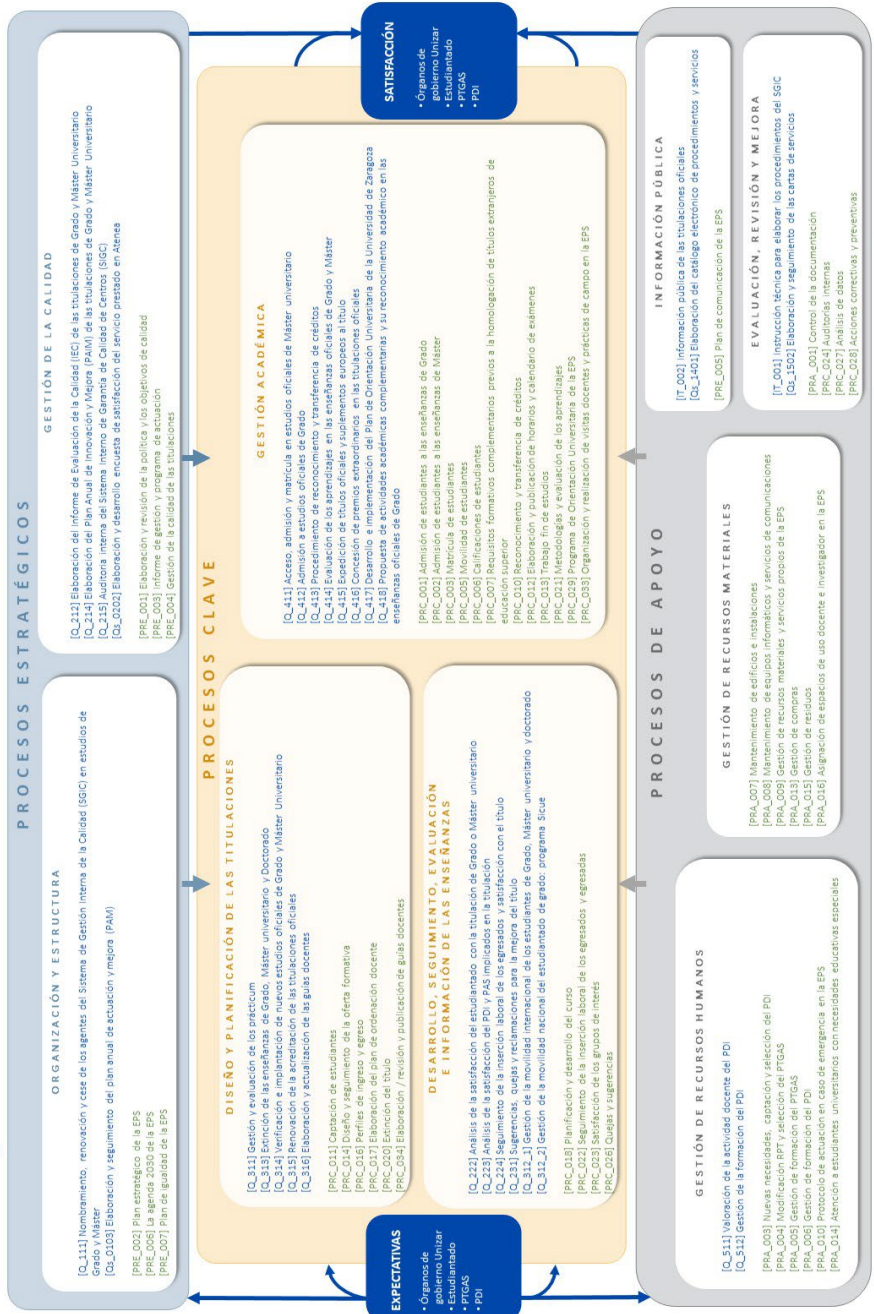 PROCESOS ESTRATÉGICOS
ORGANIZACIÓN Y ESTRUCTURA
[Q_111] Nombramiento, renovación y cese de los agentes del Sistema de Gestión Interna de la Calidad (SGIC) en estudios de
Grado y Máster
[Qs_0103] Elaboración y seguimiento del plan anual de actuación y mejora (PAM)
[PRE_002] Plan estratégico de la EPS
[PRE_006] La agenda 2030 de la EPS
[PRE_007] Plan de igualdad de la EPS
GESTIÓN DE LA CALIDAD
[Q_212] Elaboración del Informe de Evaluación de la Calidad (IEC) de las titulaciones de Grado y Máster Universitario
[Q_214] Elaboración del Plan Anual de Innovación y Mejora (PAIM) de las titulaciones de Grado y Máster Universitario
[Q_215] Auditoria Interna del Sistema Interno de Garantía de Calidad de Centros (SIGC)
[Qs_0202] Elaboración y desarrollo encuesta de satisfacción del servicio prestado en Atenea
[PRE_001] Elaboración y revisión de la política y los objetivos de calidad
[PRE_003] Informe de gestión y programa de actuación
[PRE_004] Gestión de la calidad de las titulaciones
EXPECTATIVAS
• Órganos de
gobierno Unizar
• Estudiantado
• PTGAS
• PDI
PROCESOS CLAVE
DISEÑO Y PLANIFICACIÓN DE LAS TITULACIONES
[Q_311] Gestión y evaluación de los prácticum
[Q_313] Extinción de las enseñanzas de Grado, Máster universitario y Doctorado
[Q_314] Verificación e implantación de nuevos estudios oficiales de Grado y Máster Universitario
[Q_315] Renovación de la acreditación de las titulaciones oficiales
[Q_316] Elaboración y actualización de las guías docentes
[PRC_011] Captación de estudiantes
[PRC_014] Diseño y seguimiento de la oferta formativa
[PRC_016] Perfiles de ingreso y egreso
[PRC_017] Elaboración del plan de ordenación docente
[PRC_020] Extinción del título
[PRC_034] Elaboración / revisión y publicación de guías docentes
DESARROLLO, SEGUIMIENTO, EVALUACIÓN
E INFORMACIÓN DE LAS ENSEÑANZAS
[Q_222] Análisis de la satisfacción del estudiantado con la titulación de Grado o Máster universitario
[Q_223] Análisis de la satisfacción del PDI y PAS implicados en la titulación
[Q_224] Seguimiento de la inserción laboral de los egresados y satisfacción con el título
[Q_231] Sugerencias, quejas y reclamaciones para la mejora del título
[Q_312_1] Gestión de la movilidad internacional de los estudiantes de Grado, Máster universitario y doctorado
[Q_312_2] Gestión de la movilidad nacional del estudiantado de grado: programa Sicue
[PRC_018] Planificación y desarrollo del curso
[PRC_022] Seguimiento de la inserción laboral de los egresados y egresadas
[PRC_023] Satisfacción de los grupos de interés
[PRC_026] Quejas y sugerencias
GESTIÓN ACADÉMICA
[Q_411] Acceso, admisión y matrícula en estudios oficiales de Máster universitario
[Q_412] Admisión a estudios oficiales de Grado
[Q_413] Procedimiento de reconocimiento y transferencia de créditos
[Q_414] Evaluación de los aprendizajes en las enseñanzas oficiales de Grado y Máster
[Q_415] Expedición de títulos oficiales y suplementos europeos al título
[Q_416] Concesión de premios extraordinarios en las titulaciones oficiales
[Q_417] Desarrollo e implementación del Plan de Orientación Universitaria de la Universidad de Zaragoza
[Q_418] Propuesta de actividades académicas complementarias y su reconocimiento académico en las
enseñanzas oficiales de Grado
[PRC_001] Admisión de estudiantes a las enseñanzas de Grado
[PRC_002] Admisión de estudiantes a las enseñanzas de Máster
[PRC_003] Matrícula de estudiantes
[PRC_005] Movilidad de estudiantes
[PRC_006] Calificaciones de estudiantes
[PRC_007] Requisitos formativos complementarios previos a la homologación de títulos extranjeros de
educación superior
[PRC_010] Reconocimiento y transferencia de créditos
[PRC_012] Elaboración y publicación de horarios y calendario de exámenes
[PRC_013] Trabajo fin de estudios
[PRC_021] Metodologías y evaluación de los aprendizajes
[PRC_029] Programa de Orientación Universitaria de la EPS
[PRC_033] Organización y realización de visitas docentes y prácticas de campo en la EPS
SATISFACCIÓN
• Órganos de
gobierno Unizar
• Estudiantado
• PTGAS
• PDI
PROCESOS DE APOYO
GESTIÓN DE RECURSOS HUMANOS
[Q_511] Valoración de la actividad docente del PDI
[Q_512] Gestión de la formación del PDI
[PRA_003] Nuevas necesidades, captación y selección del PDI
[PRA_004] Modificación RPT y selección del PTGAS
[PRA_005] Gestión de formación del PTGAS
[PRA_006] Gestión de formación del PDI
[PRA_010] Protocolo de actuación en caso de emergencia en la EPS
[PRA_014] Atención a estudiantes universitarios con necesidades educativas especiales
GESTIÓN DE RECURSOS MATERIALES
[PRA_007] Mantenimiento de edificios e instalaciones
[PRA_008] Mantenimiento de equipos informáticos y servicios de comunicaciones
[PRA_009] Gestión de recursos materiales y servicios propios de la EPS
[PRA_013] Gestión de compras
[PRA_015] Gestión de residuos
[PRA_016] Asignación de espacios de uso docente e investigador en la EPS
INFORMACIÓN PÚBLICA
[IT_002] Información pública de las titulaciones oficiales
[Qs_1401] Elaboración del catálogo electrónico de procedimientos y servicios
[PRE_005] Plan de comunicación de la EPS
EVALUACIÓN, REVISIÓN Y MEJORA
[IT_001] Instrucción técnica para elaborar los procedimientos del SGIC
[Qs_1502] Elaboración y seguimiento de las cartas de servicios
[PRA_001] Control de la documentación
[PRC_024] Auditorías internas
[PRC_027] Análisis de datos
[PRC_028] Acciones correctivas y preventivas